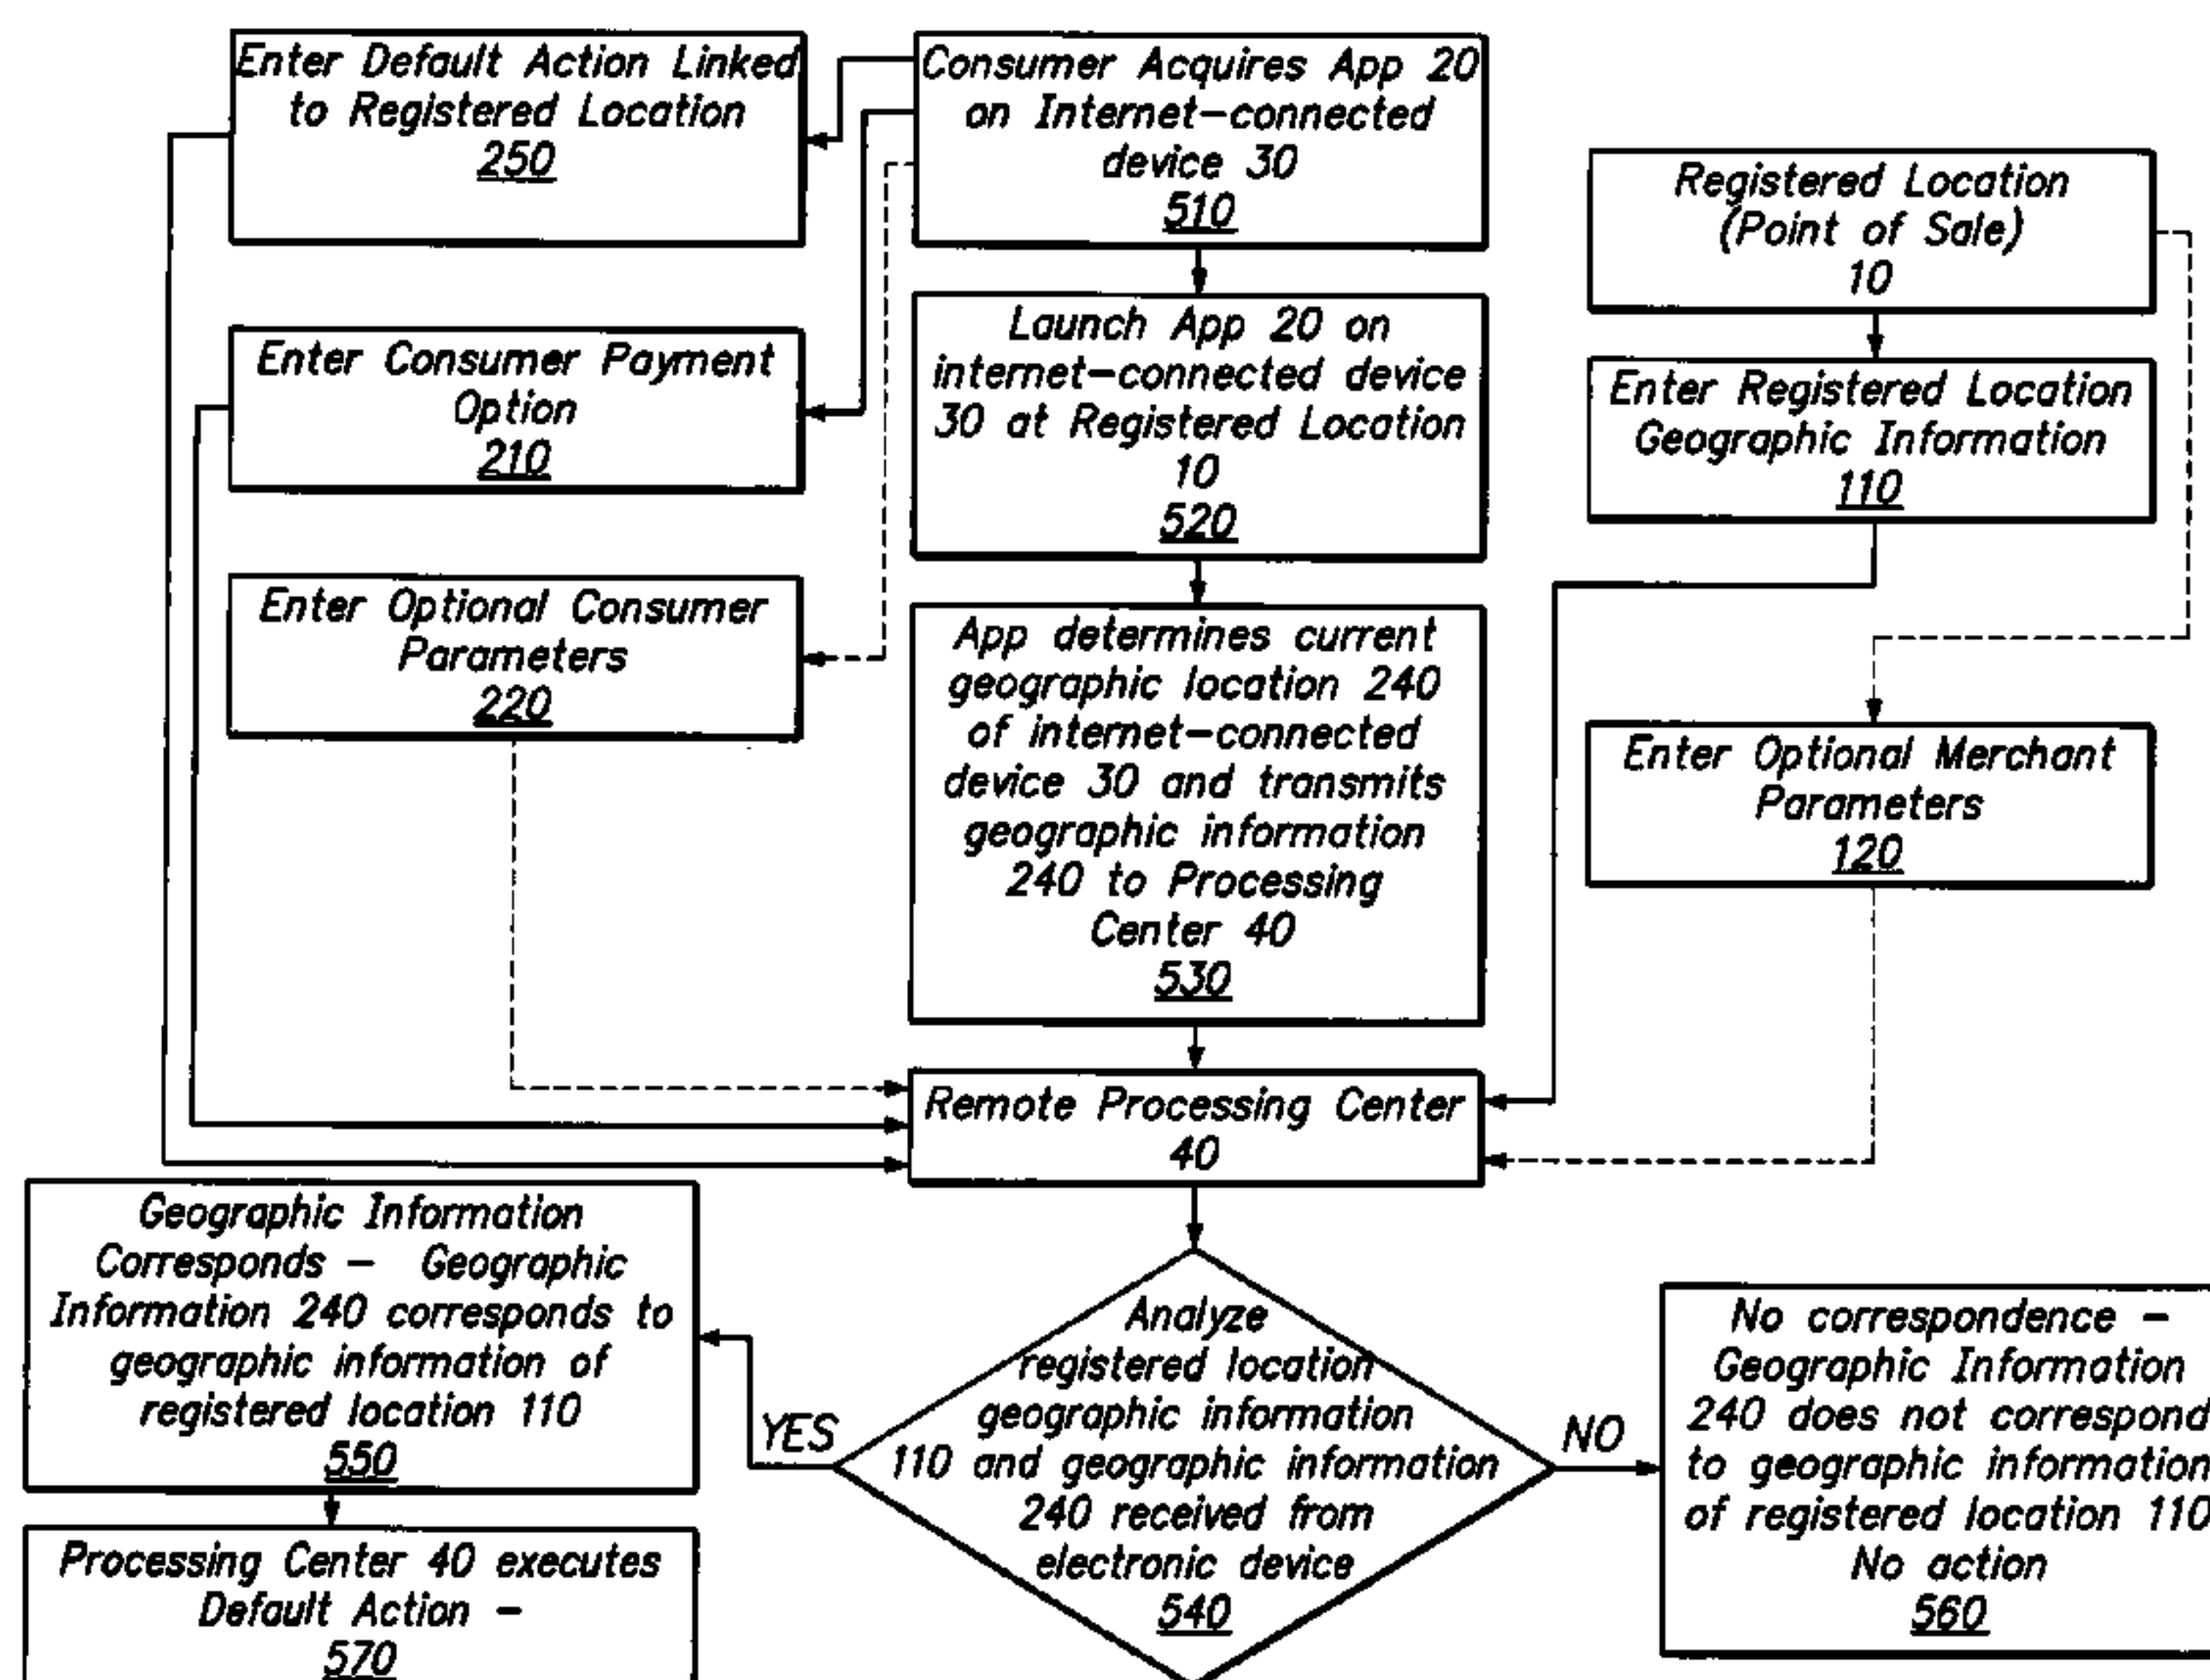 Enter Default Action Linked
to Registered Location
250
Consumer Acquires App 20
on Internet-connected
device 30
510
Registered Location
(Point of Sale)
10
Enter Consumer Payment
Option
210
Launch App 20 on
internet-connected device
30 at Registered Location
10
520
Enter Registered Location
Geographic Information
110
Enter Optional Consumer
Parameters
220
App determines current
geographic location 240
of internet-connected
device 30 and transmits
geographic information
240 to Processing
Center 40
530
Enter Optional Merchant
Parameters
120
Remote Processing Center
40
Geographic Information
Corresponds - Geographic
Information 240 corresponds to
geographic information of
registered location 110
550
YES
Analyze
registered location
geographic information
110 and geographic information
240 received from
electronic device
540
NO
No correspondence -
Geographic Information
240 does not correspond
to geographic information
of registered location 110
No action
560
Processing Center 40 executes
Default Action -
570